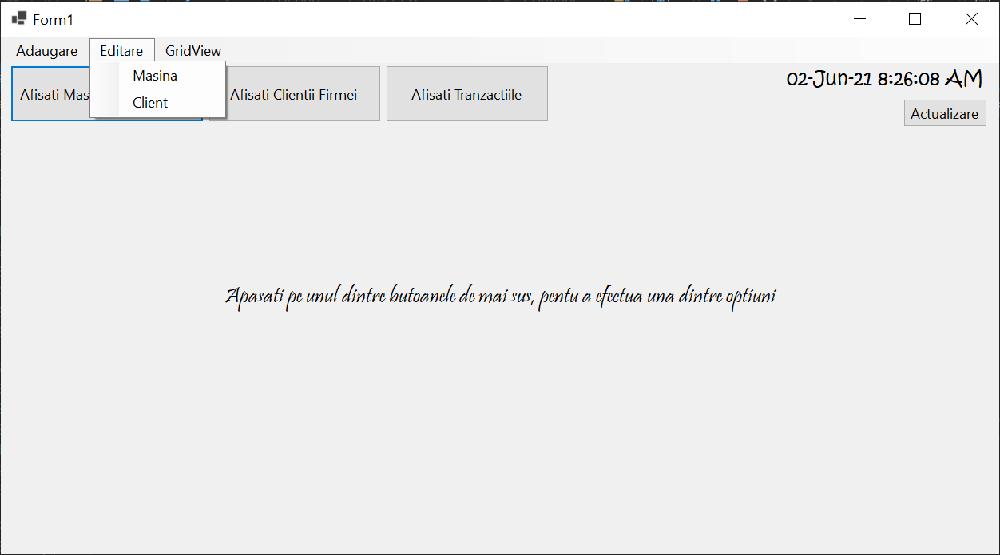 Form1
Adaugare Editare GridView
Masina
Client
Afisati Mas
Afisati Clientii Firmei
Afisati Tranzactiile
02-Jun-21 8:26:08 AM
Actualizare
Apasati pe unul dintre butoanele de mai sus, pentu a efectua una dintre optiuni